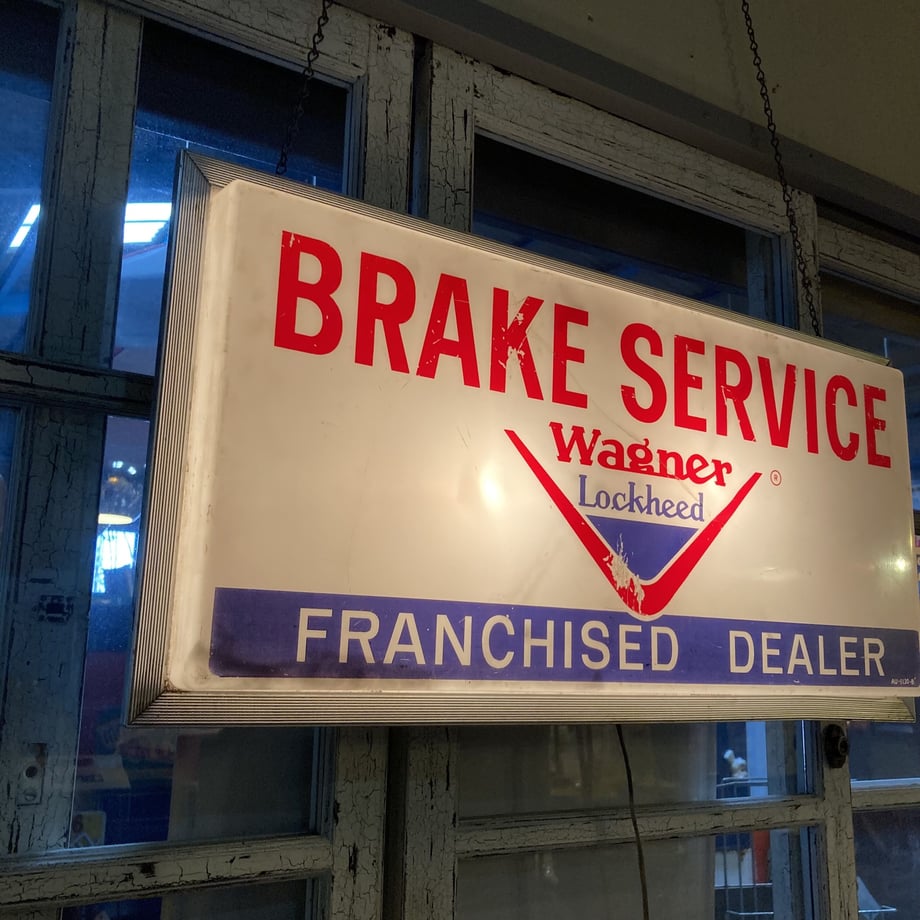 BRAKE SERVICE
Wagner ®
Lockheed
FRANCHISED DEALER